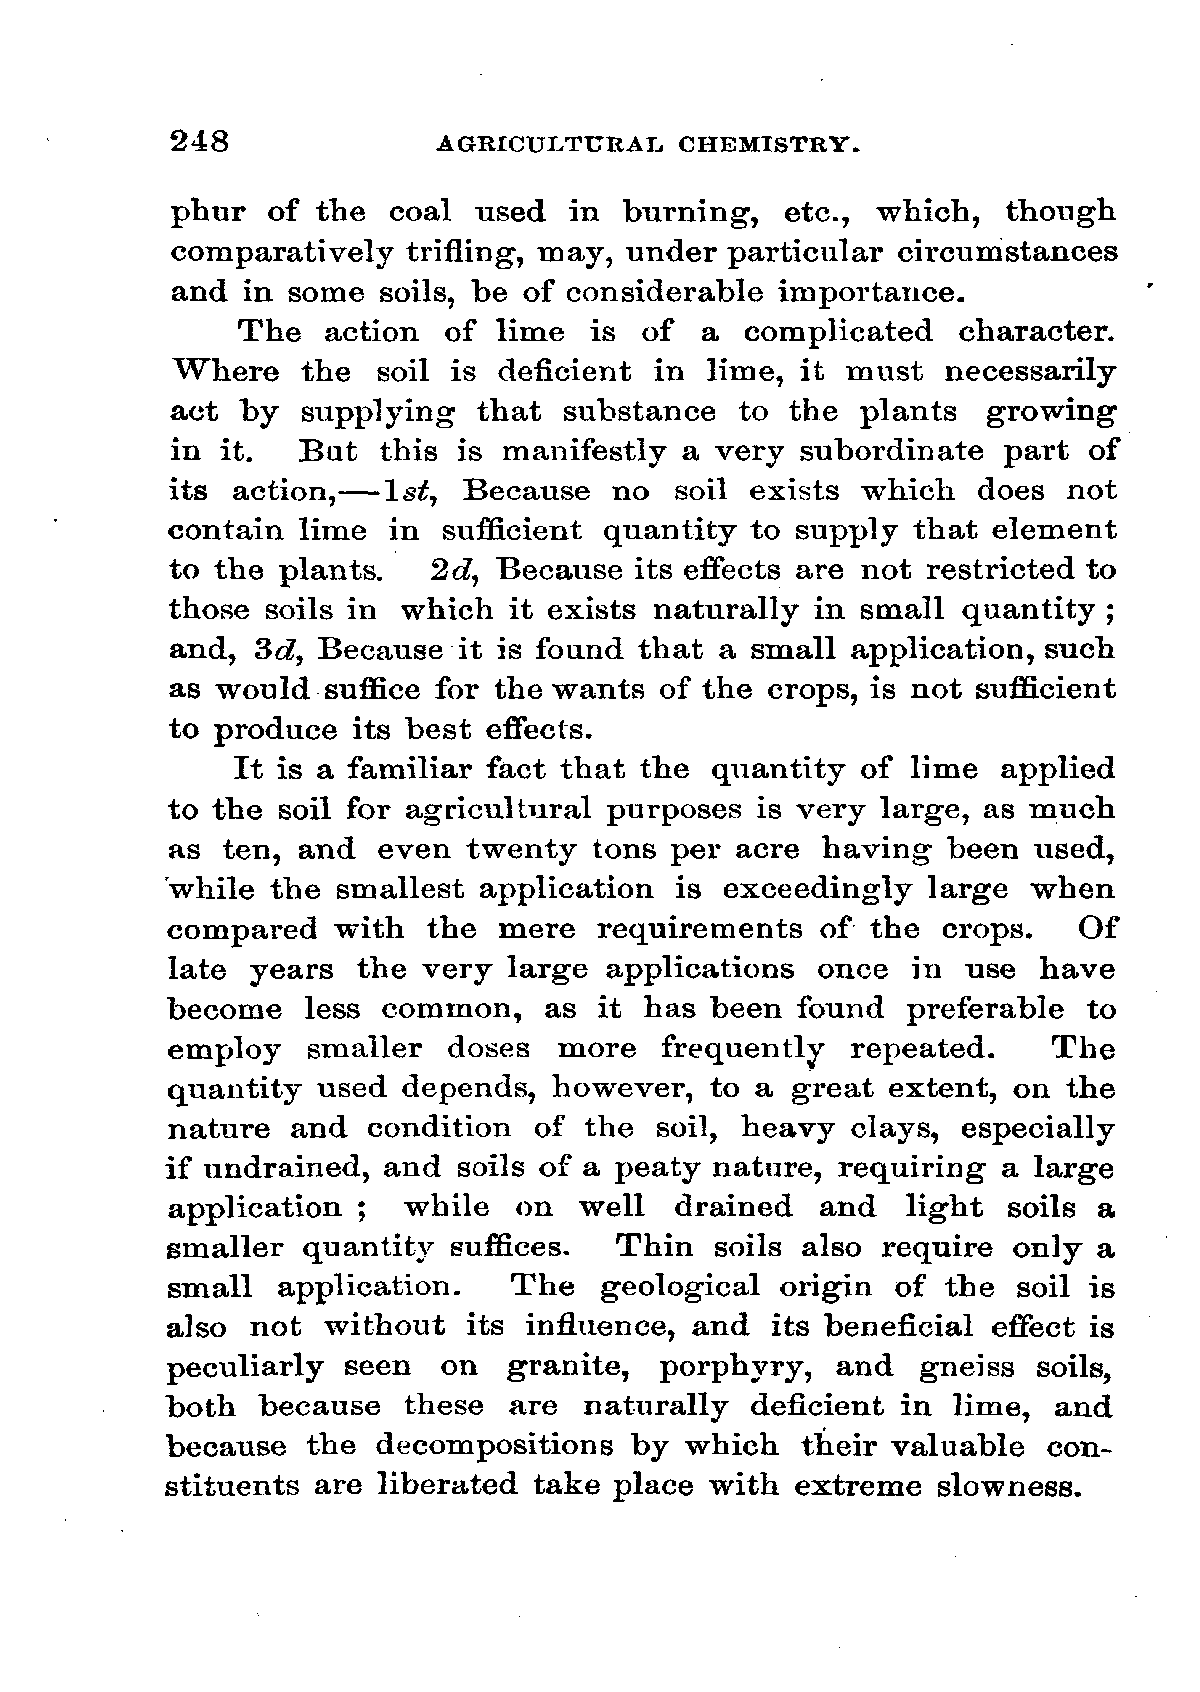 248 AGRICULTURAL CHEMISTRY.
phur of the coal used in burning, etc., which, though
comparatively trifling, may, under particular circumstances
and in some soils, be of considerable importance.
The action of lime is of a complicated character.
Where the soil is deficient in lime, it must necessarily
act by supplying that substance to the plants growing
in it. But this is manifestly a very subordinate part of
its action,—1st, Because no soil exists which does not
contain lime in sufficient quantity to supply that element
to the plants. 2d, Because its effects are not restricted to
those soils in which it exists naturally in small quantity ;
and, 3d, Because it is found that a small application, such
as would suffice for the wants of the crops, is not sufficient
to produce its best effects.
It is a familiar fact that the quantity of lime applied
to the soil for agricultural purposes is very large, as much
as ten, and even twenty tons per acre having been used,
while the smallest application is exceedingly large when
compared with the mere requirements of the crops. Of
late years the very large applications once in use have
become less common, as it has been found preferable to
employ smaller doses more frequently repeated. The
quantity used depends, however, to a great extent, on the
nature and condition of the soil, heavy clays, especially
if undrained, and soils of a peaty nature, requiring a large
application ; while on well drained and light soils a
smaller quantity suffices. Thin soils also require only a
small application. The geological origin of the soil is
also not without its influence, and its beneficial effect is
peculiarly seen on granite, porphyry, and gneiss soils,
both because these are naturally deficient in lime, and
because the decompositions by which their valuable con-
stituents are liberated take place with extreme slowness.